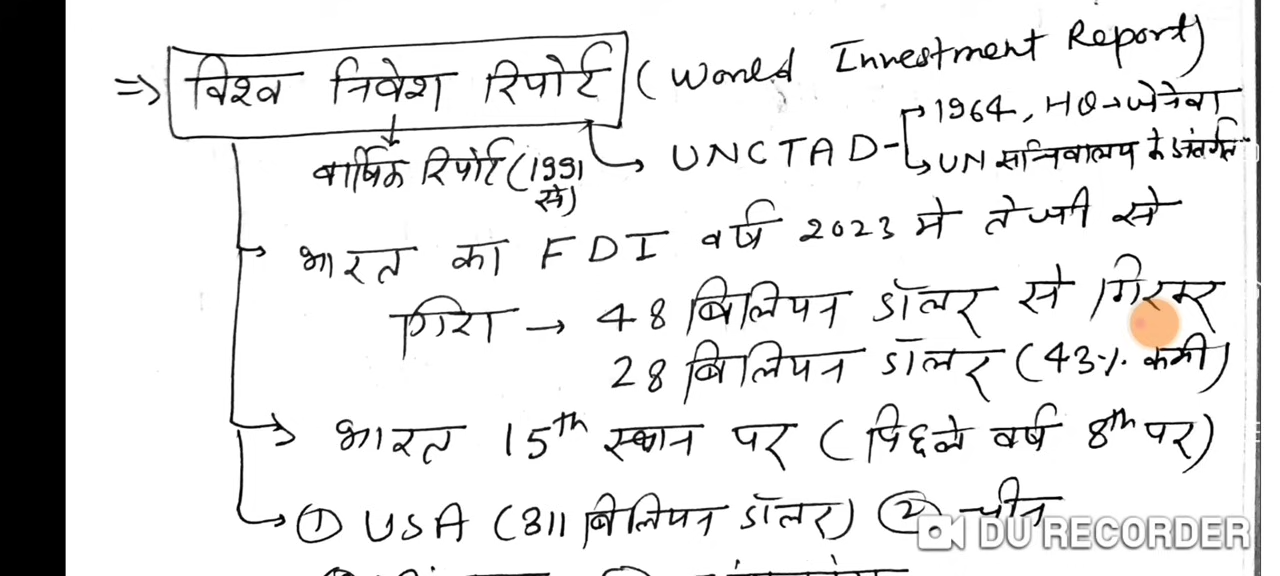 ⇒ विश्व निवेश रिपोर्ट (World Investment Report)
→ 1964, HQ→जेनेवा
वार्षिक रिपोर्ट (1991 से)
→ UNCTAD
→ UN सचिवालय के अंतर्गत
→ भारत का FDI वर्ष 2023 मे तेजी से
गिरा → 48 बिलियन डॉलर से गिरकर
28 बिलियन डॉलर (43% कमी)
→ भारत 15th स्थान पर (पिछले वर्ष 8th पर)
→ ① USA (311 बिलियन डॉलर) ② चीन
DU RECORDER